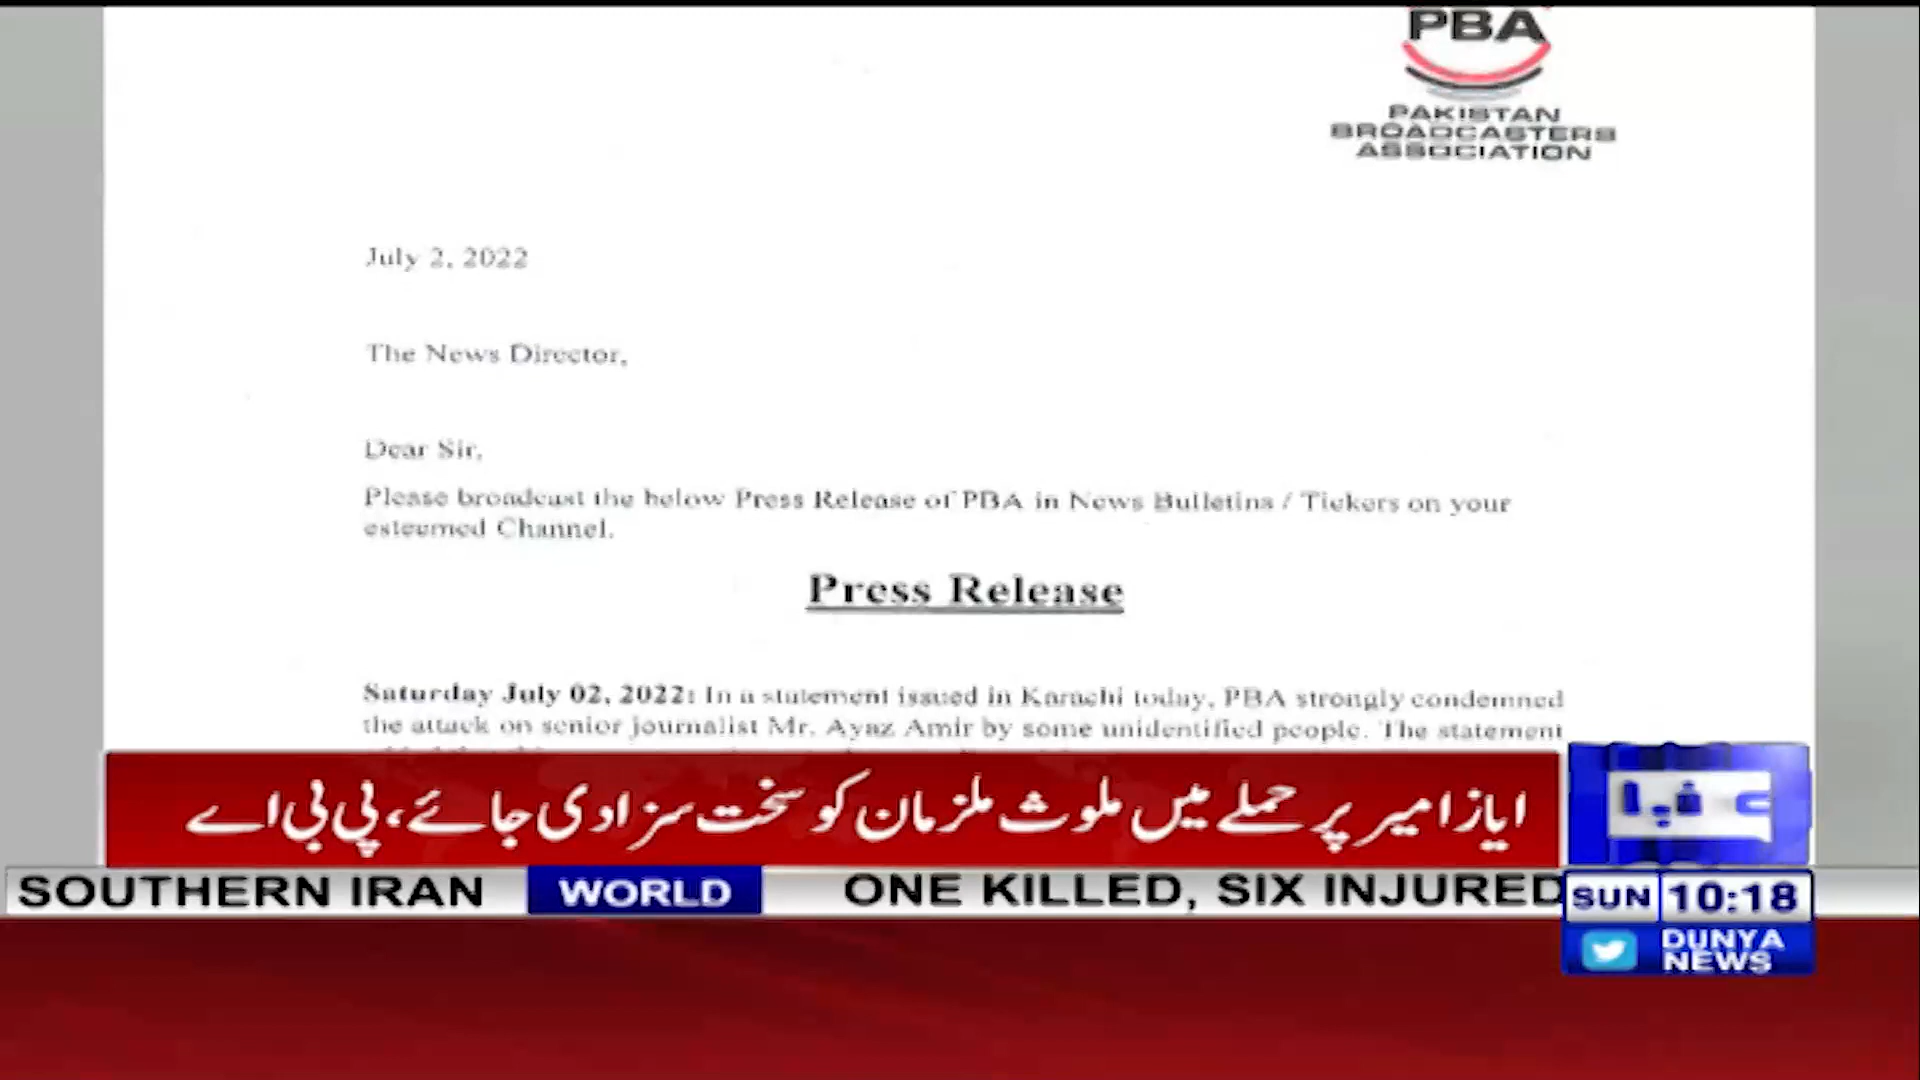 PBA
PAKISTAN
BROADCASTERS
ASSOCIATION
July 2, 2022
The News Director,
Dear Sir,
Please broadcast the below Press Release of PBA in News Bulletins / Tickers on your
esteemed Channel.
Press Release
Saturday July 02, 2022: In a statement issued in Karachi today, PBA strongly condemned
the attack on senior journalist Mr. Ayaz Amir by some unidentified people. The statement
ایاز امیر پر حملے میں ملوث ملزمان کو سخت سزا دی جائے، پی بی اے
SOUTHERN IRAN WORLD ONE KILLED, SIX INJURED
SUN 10:18
DUNYA
NEWS